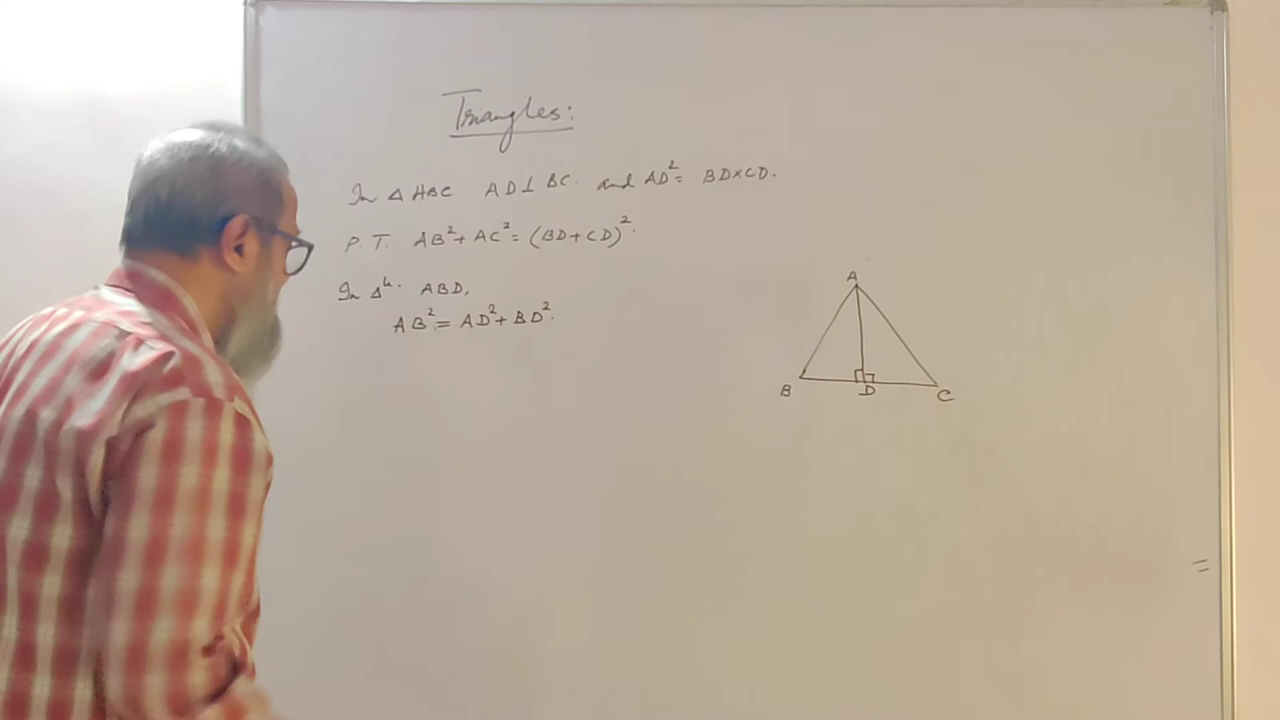 Triangles:
In △ ABC AD⊥ BC. and AD²= BD×CD.
P.T. AB²+ AC²= (BD+CD)².
In △ˡᵉ. ABD,
AB²= AD²+ BD².
A
B
D
C
=